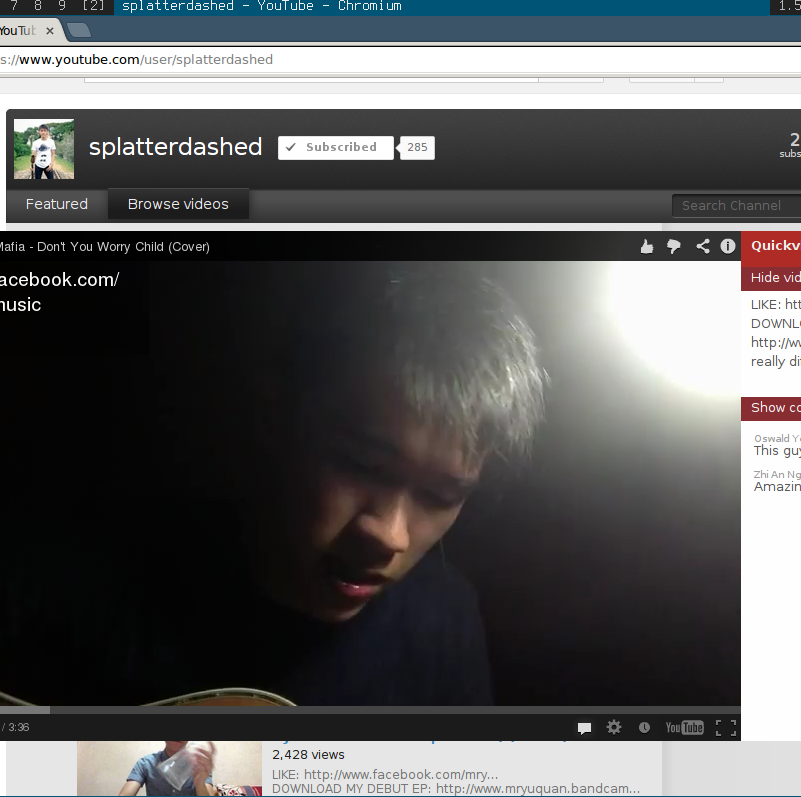 7 8 9 [2] splatterdashed - YouTube - Chromium 1.5
YouTub
s://www.youtube.com/user/splatterdashed
splatterdashed Subscribed 285
2
subs
Featured Browse videos Search Channel
Mafia - Don't You Worry Child (Cover)
Quickv
acebook.com/
music
Hide vid
LIKE: htt
DOWNLO
http://ww
really di
Show co
Oswald Y
This guy
Zhi An Ng
Amazin
/ 3:36 YouTube
2,428 views
LIKE: http://www.facebook.com/mry...
DOWNLOAD MY DEBUT EP: http://www.mryuquan.bandcam...